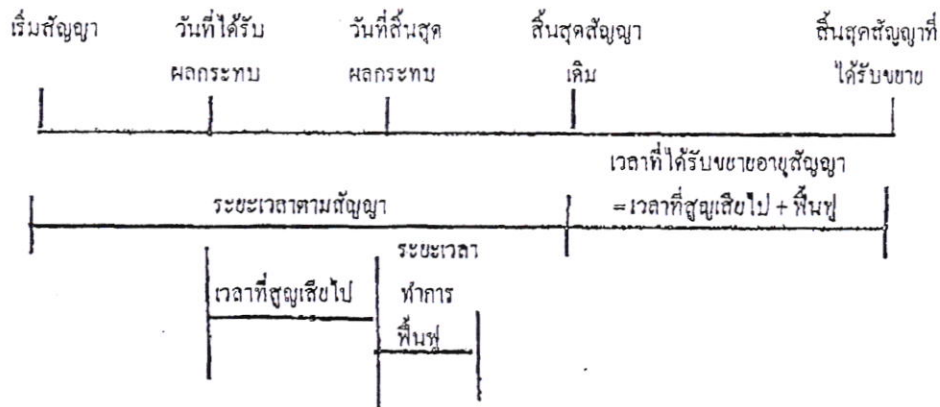 เริ่มสัญญา วันที่ได้รับ วันที่สิ้นสุด สิ้นสุดสัญญา สิ้นสุดสัญญาที่
ผลกระทบ ผลกระทบ เดิม ได้รับขยาย
เวลาที่ได้รับขยายอายุสัญญา
ระยะเวลาตามสัญญา =เวลาที่สูญเสียไป + ฟื้นฟู
ระยะเวลา
เวลาที่สูญเสียไป ทำการ
ฟื้นฟู